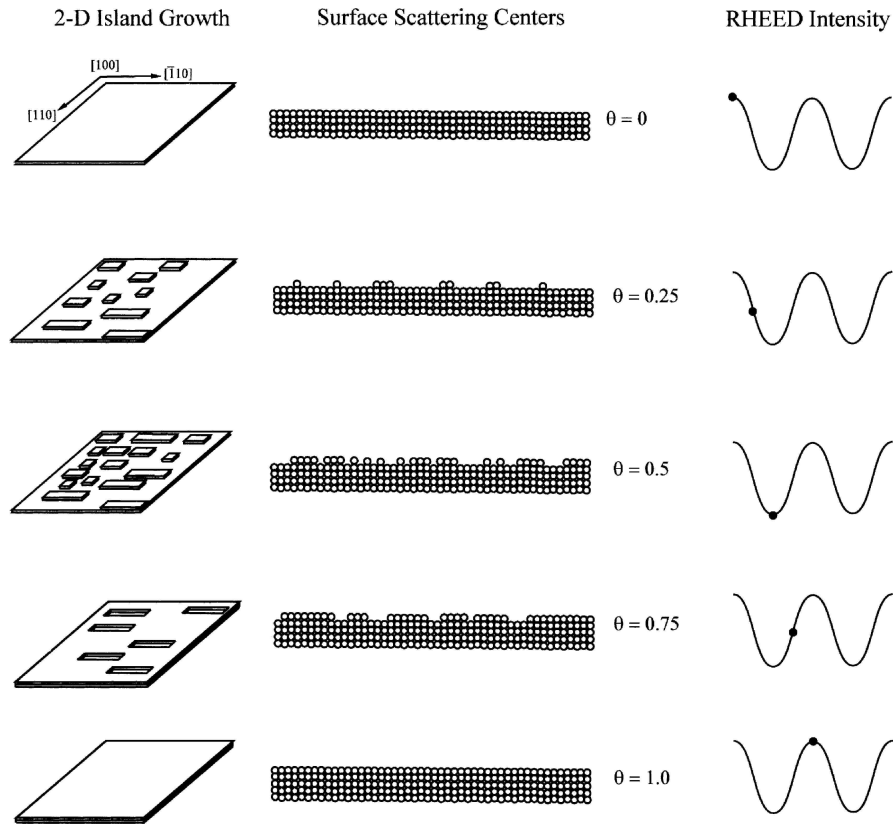 2-D Island Growth
Surface Scattering Centers
RHEED Intensity
[100]
[1̅10]
[110]
θ = 0
θ = 0.25
θ = 0.5
θ = 0.75
θ = 1.0